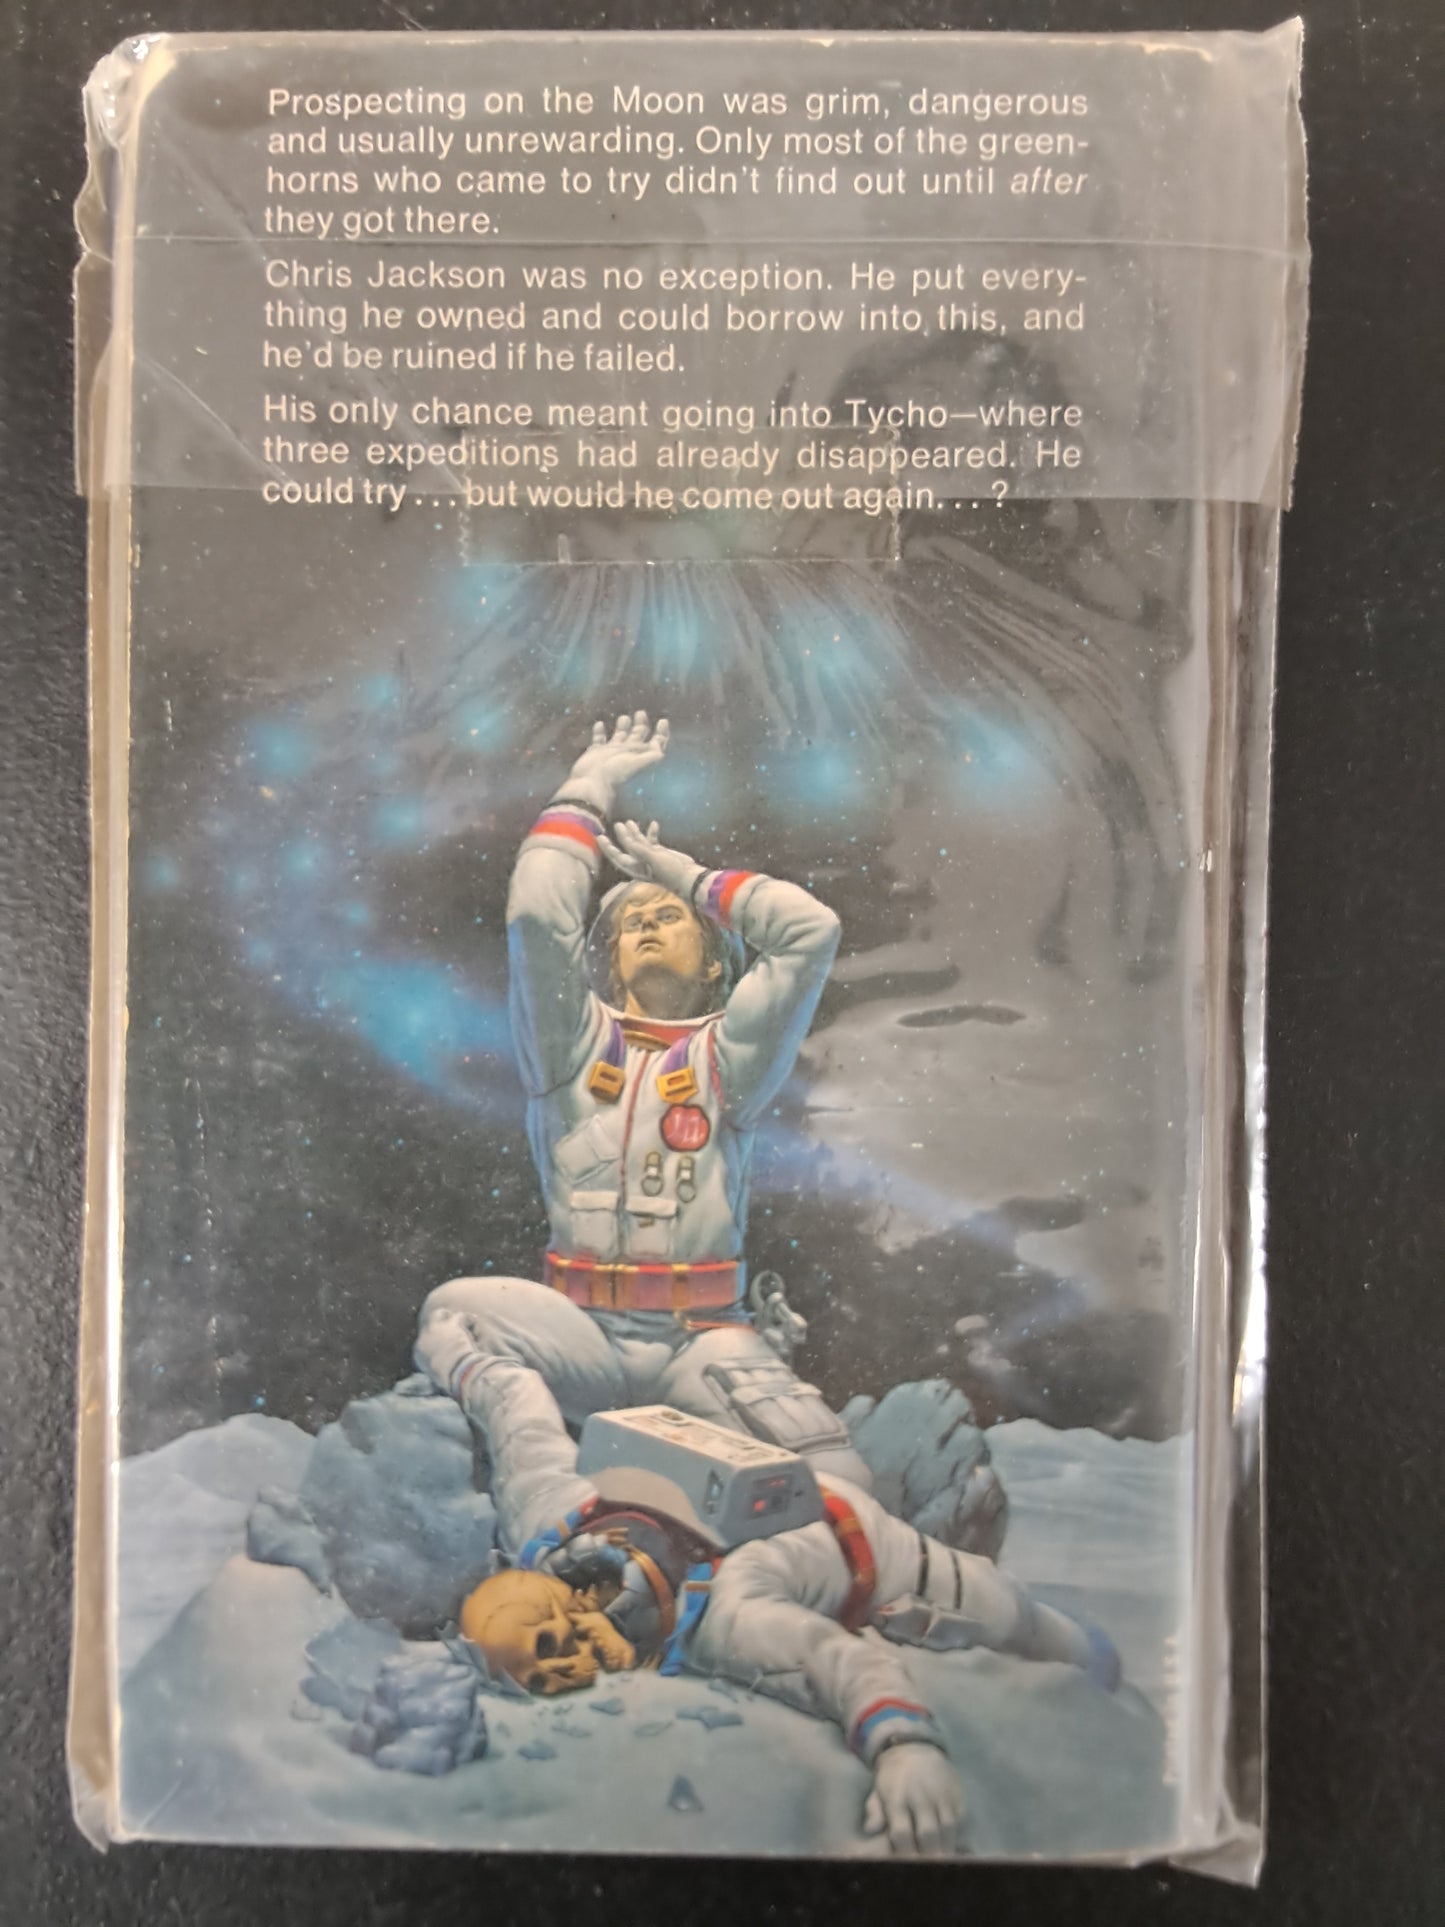 Prospecting on the Moon was grim, dangerous
and usually unrewarding. Only most of the green-
horns who came to try didn't find out until after
they got there.
Chris Jackson was no exception. He put every-
thing he owned and could borrow into this, and
he'd be ruined if he failed.
His only chance meant going into Tycho—where
three expeditions had already disappeared. He
could try...but would he come out again...?